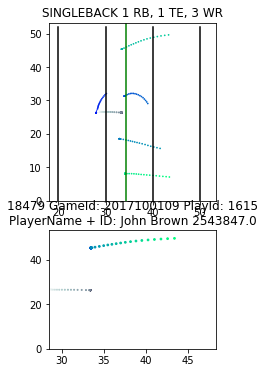 SINGLEBACK 1 RB, 1 TE, 3 WR
50
40
30
20
10
0
20 30 40 50
18479 GameId: 2017100109 PlayId: 1615
PlayerName + ID: John Brown 2543847.0
40
20
0
30 35 40 45